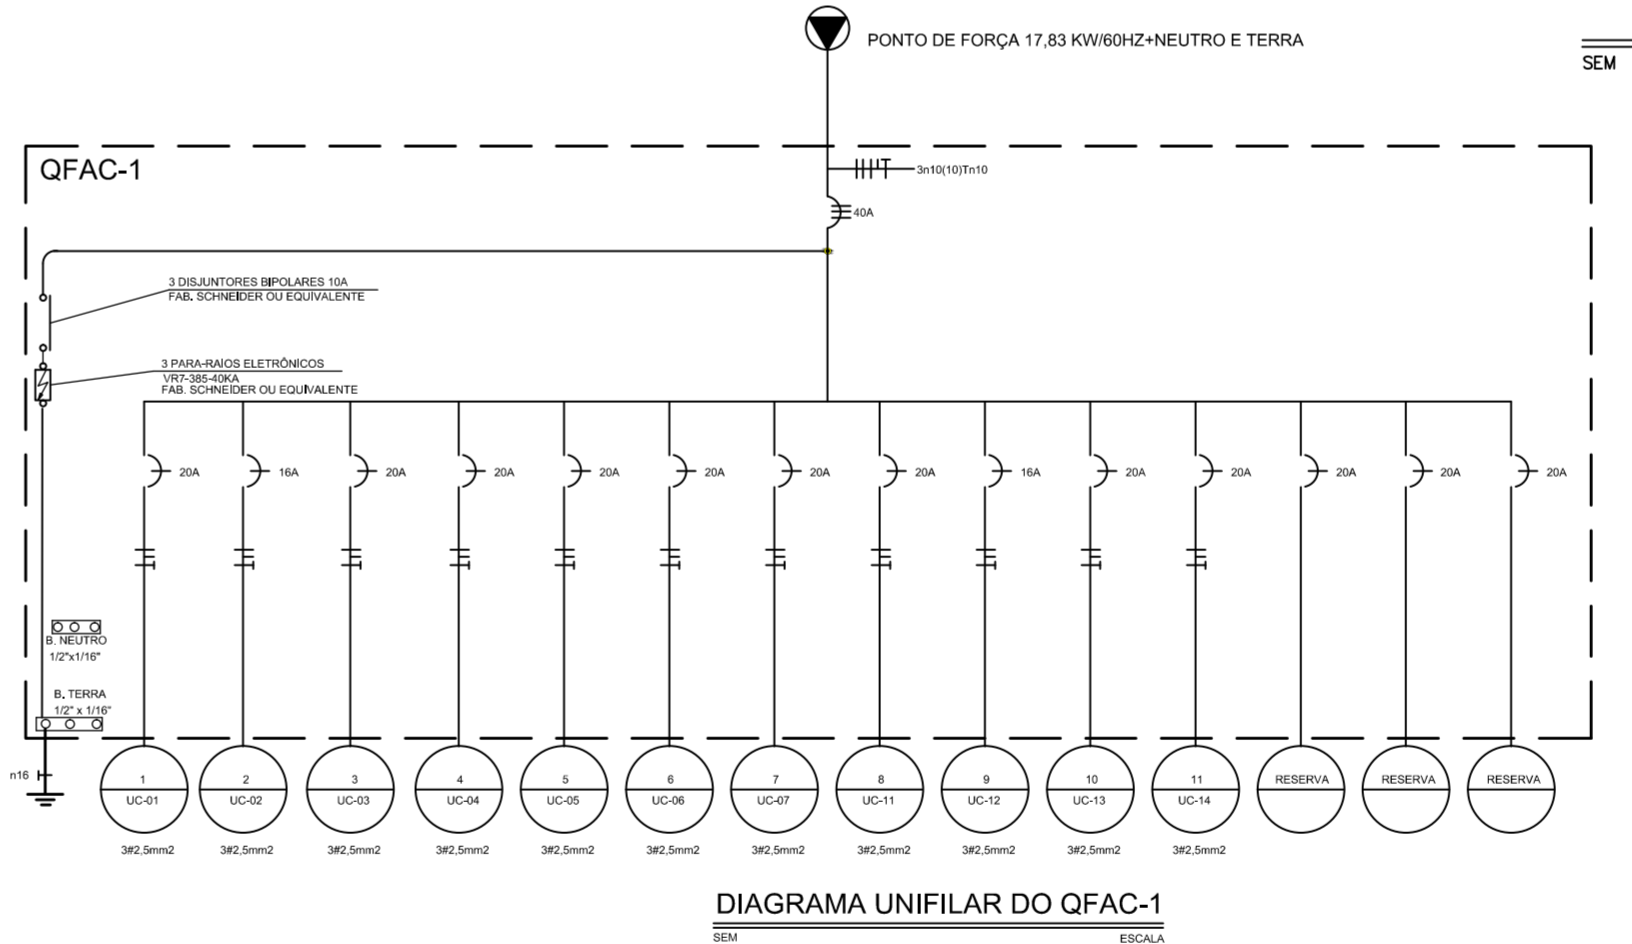 PONTO DE FORÇA 17,83 KW/60HZ+NEUTRO E TERRA
SEM
QFAC-1
3n10(10)Tn10
40A
3 DISJUNTORES BIPOLARES 10A
FAB. SCHNEIDER OU EQUIVALENTE
3 PARA-RAIOS ELETRÔNICOS
VR7-385-40KA
FAB. SCHNEIDER OU EQUIVALENTE
20A 16A 20A 20A 20A 20A 20A 20A 16A 20A 20A 20A 20A 20A
B. NEUTRO
1/2"x1/16"
B. TERRA
1/2" x 1/16"
n16
1 2 3 4 5 6 7 8 9 10 11 RESERVA RESERVA RESERVA
UC-01 UC-02 UC-03 UC-04 UC-05 UC-06 UC-07 UC-11 UC-12 UC-13 UC-14
3#2,5mm2 3#2,5mm2 3#2,5mm2 3#2,5mm2 3#2,5mm2 3#2,5mm2 3#2,5mm2 3#2,5mm2 3#2,5mm2 3#2,5mm2 3#2,5mm2
DIAGRAMA UNIFILAR DO QFAC-1
SEM ESCALA